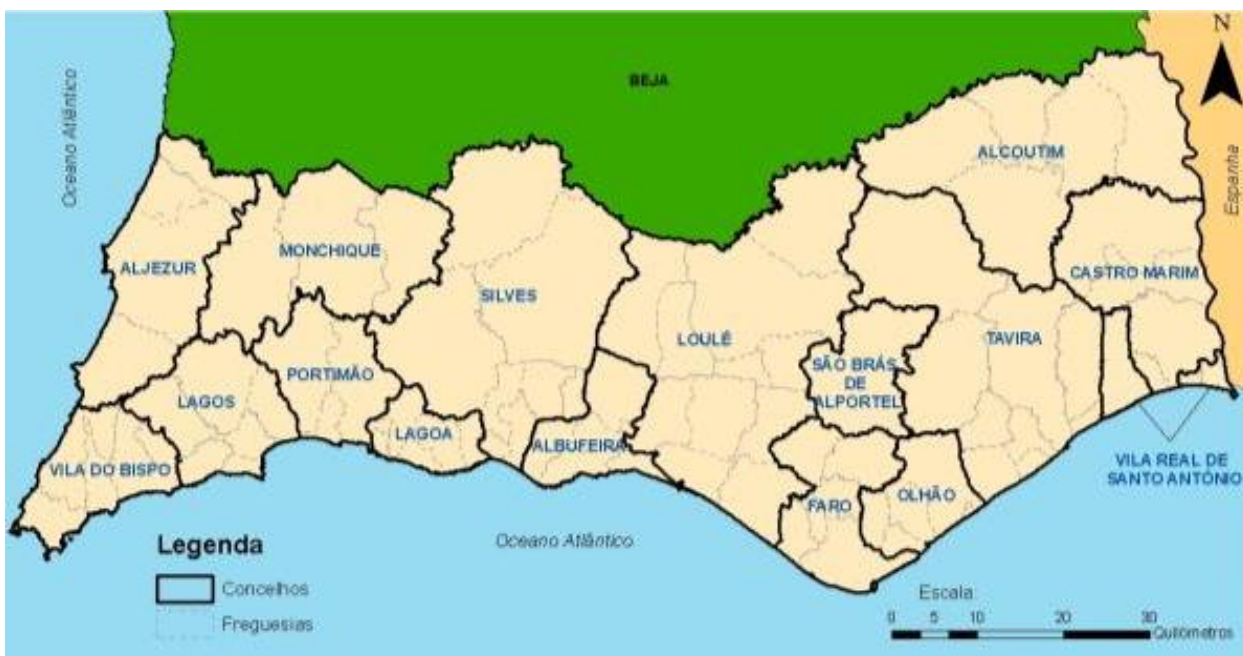 N
BEJA
Oceano Atlântico
ALCOUTIM
Espanha
ALJEZUR
MONCHIQUE
CASTRO MARIM
SILVES
LOULÉ
TAVIRA
PORTIMÃO
SÃO BRÁS
DE
ALPORTEL
LAGOS
LAGOA
ALBUFEIRA
VILA DO BISPO
VILA REAL DE
SANTO ANTÓNIO
FARO
OLHÃO
Oceano Atlântico
Legenda
Concelhos
Freguesias
Escala
0 5 10 20 30
Quilómetros